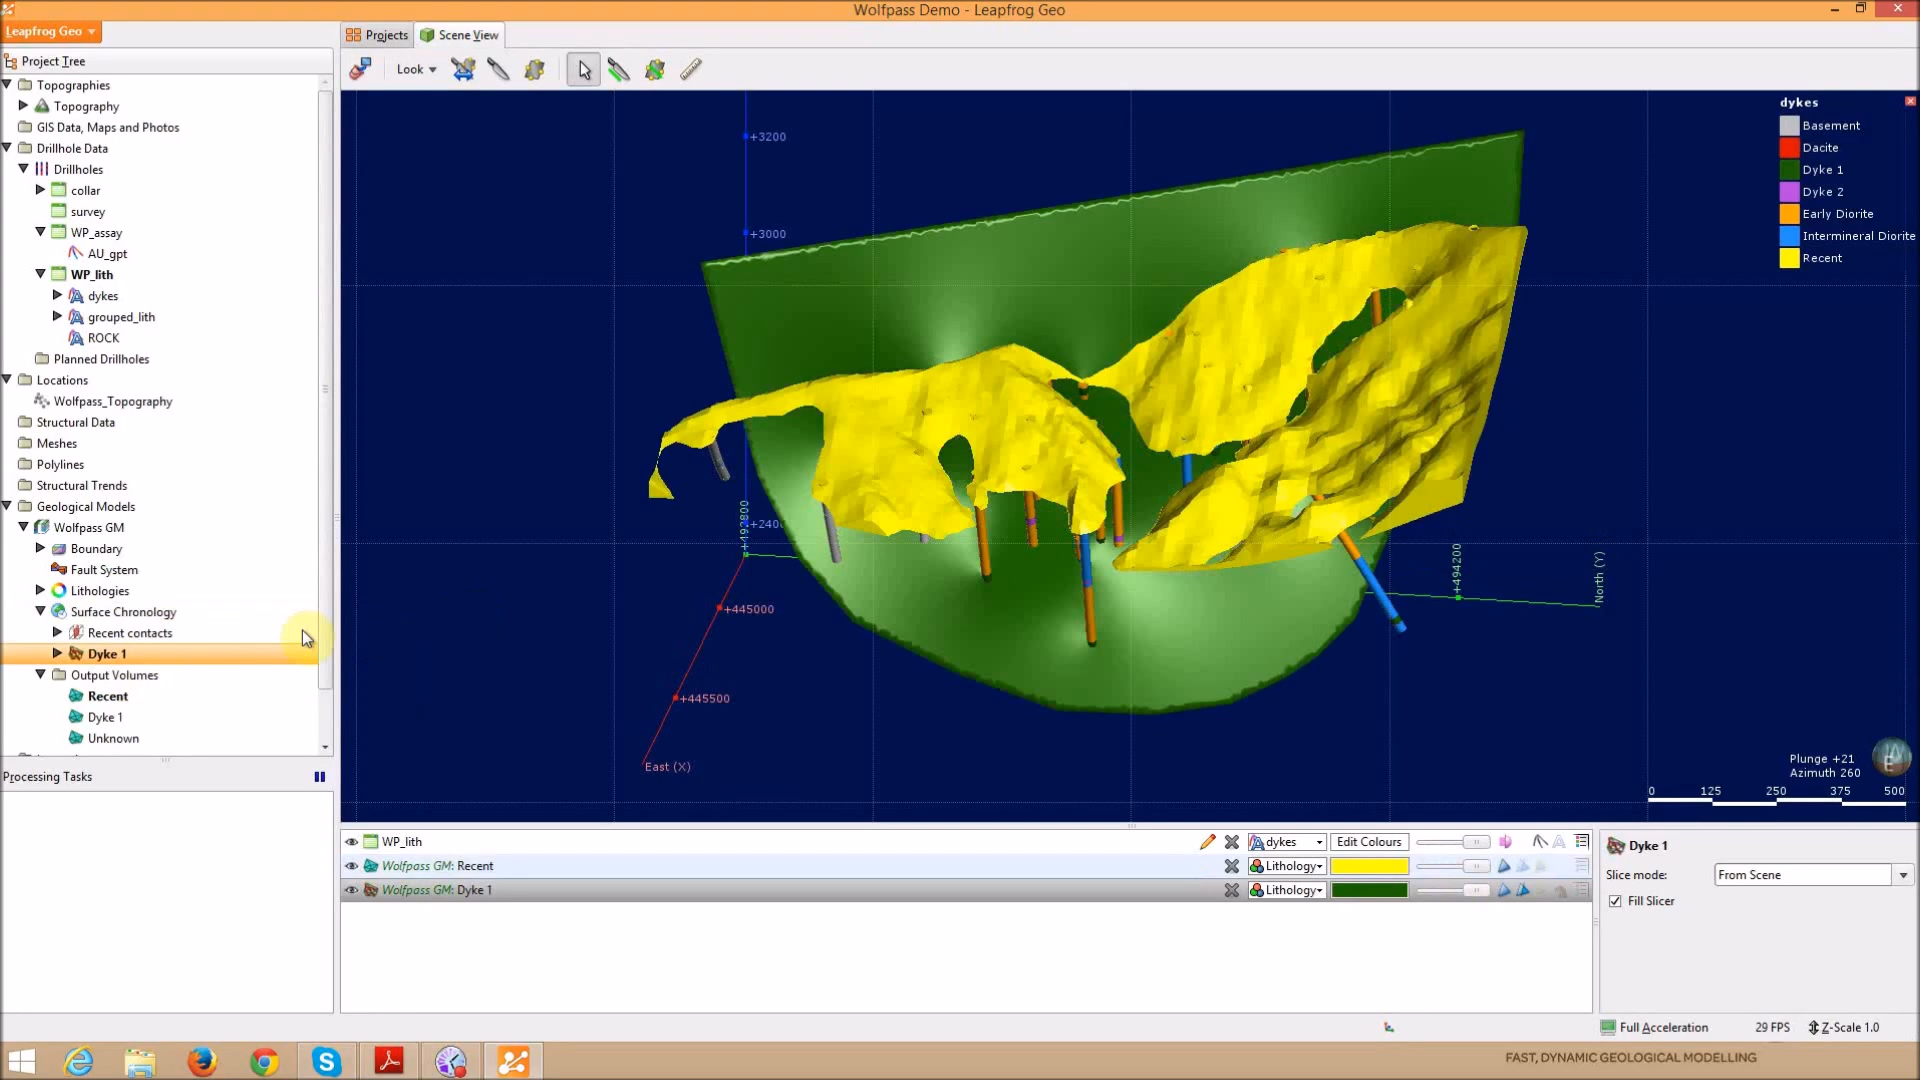 Wolfpass Demo - Leapfrog Geo
Leapfrog Geo
Projects
Scene View
Project Tree
Look
Topographies
Topography
GIS Data, Maps and Photos
Drillhole Data
Drillholes
collar
survey
WP_assay
AU_gpt
WP_lith
dykes
grouped_lith
ROCK
Planned Drillholes
Locations
Wolfpass_Topography
Structural Data
Meshes
Polylines
Structural Trends
Geological Models
Wolfpass GM
Boundary
Fault System
Lithologies
Surface Chronology
Recent contacts
Dyke 1
Output Volumes
Recent
Dyke 1
Unknown
Processing Tasks
+3200
+3000
+2400
+492800
+445000
+445500
East (X)
+494200
North (Y)
dykes
Basement
Dacite
Dyke 1
Dyke 2
Early Diorite
Intermineral Diorite
Recent
Plunge +21
Azimuth 260
0 125 250 375 500
WP_lith
dykes
Edit Colours
Wolfpass GM: Recent
Lithology
Wolfpass GM: Dyke 1
Lithology
Dyke 1
Slice mode:
From Scene
Fill Slicer
Full Acceleration
29 FPS
Z-Scale 1.0
FAST, DYNAMIC GEOLOGICAL MODELLING